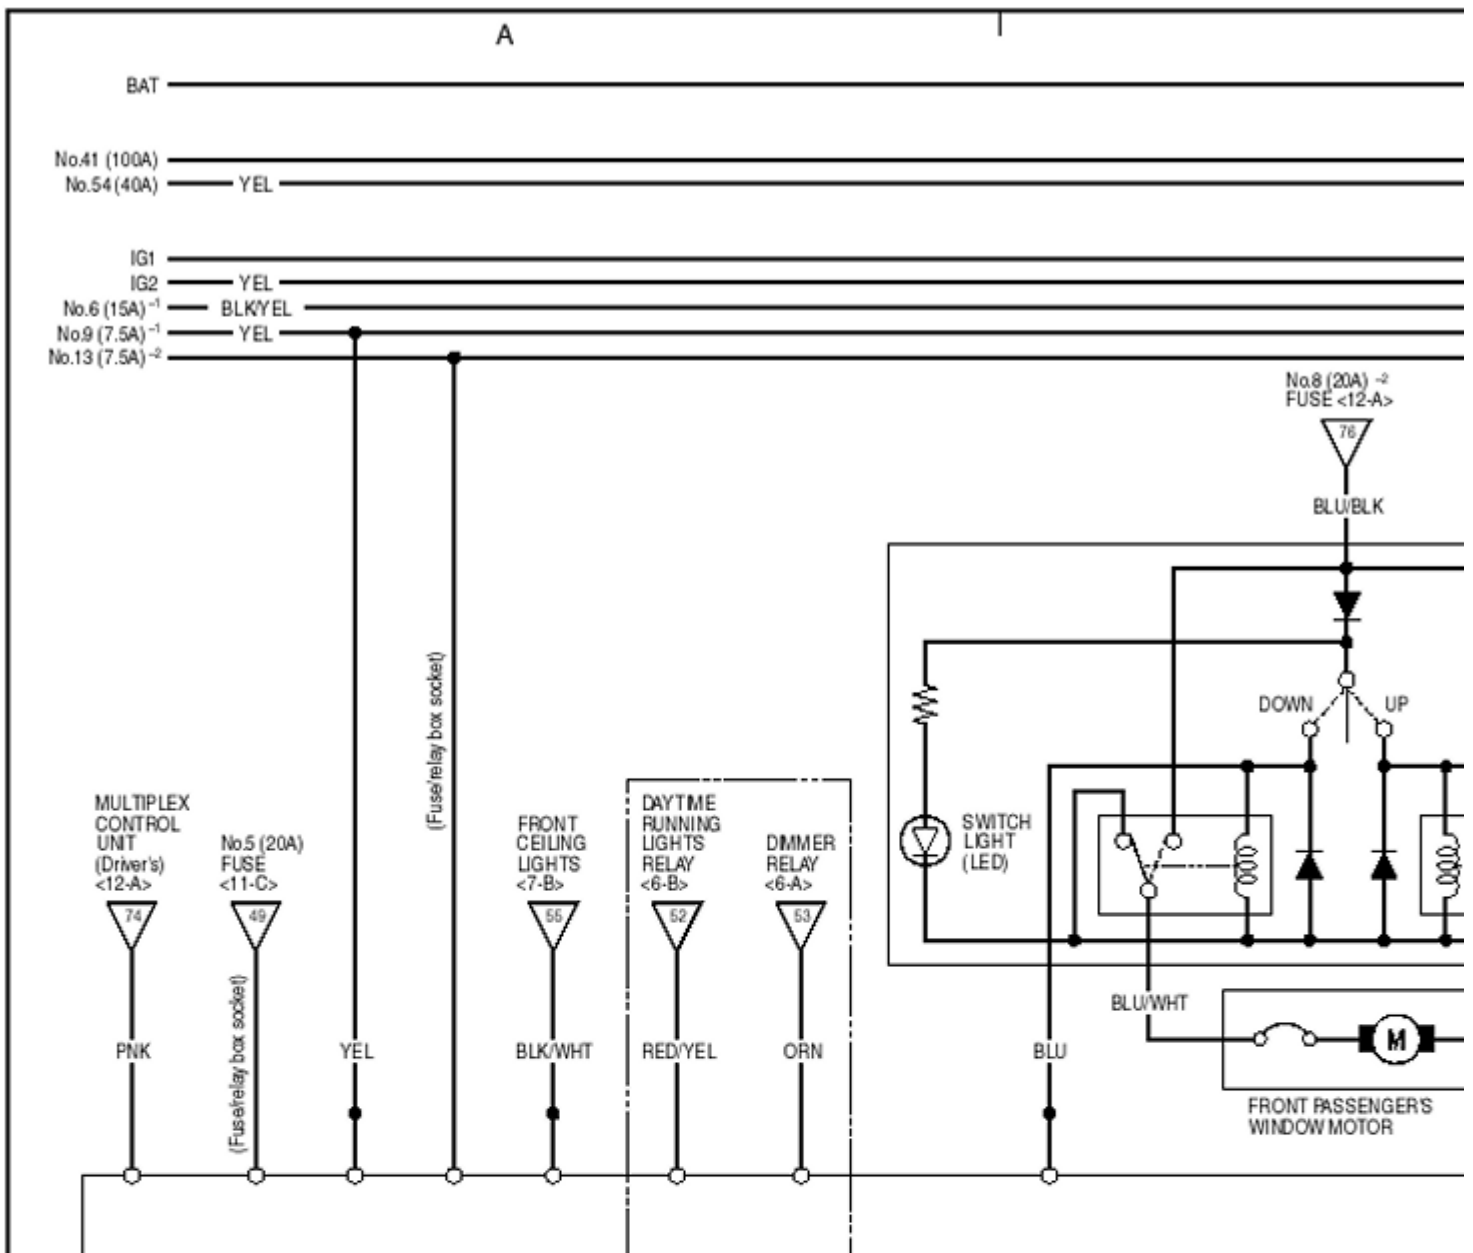 A
BAT
No.41 (100A)
No.54 (40A) YEL
IG1
IG2 YEL
No.6 (15A) –1 BLK/YEL
No.9 (7.5A) –1 YEL
No.13 (7.5A) –2
No.8 (20A) –2
FUSE <12-A>
76
BLU/BLK
DOWN UP
SWITCH
LIGHT
(LED)
(Fuse/relay box socket)
MULTIPLEX
CONTROL
UNIT
(Driver's)
<12-A>
74
PNK
No.5 (20A)
FUSE
<11-C>
49
(Fuse/relay box socket)
YEL
FRONT
CEILING
LIGHTS
<7-B>
55
BLK/WHT
DAYTIME
RUNNING
LIGHTS
RELAY
<6-B>
52
RED/YEL
DIMMER
RELAY
<6-A>
53
ORN
BLU
BLU/WHT
M
FRONT PASSENGER'S
WINDOW MOTOR